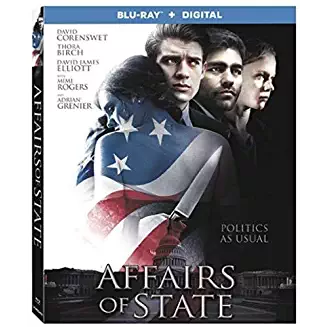 BLU-RAY + DIGITAL
DAVID
CORENSWET
THORA
BIRCH
DAVID JAMES
ELLIOTT
WITH
MIMI
ROGERS
AND
ADRIAN
GRENIER
AFFAIRS OF STATE
POLITICS
AS USUAL
AFFAIRS
OF STATE